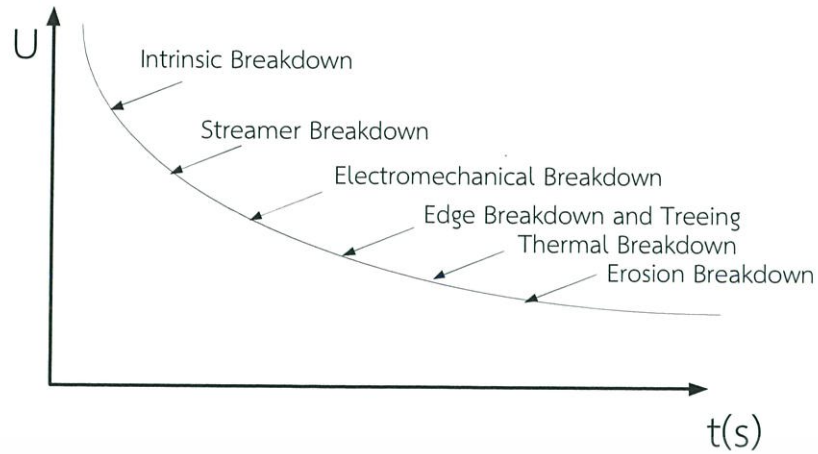 U
Intrinsic Breakdown
Streamer Breakdown
Electromechanical Breakdown
Edge Breakdown and Treeing
Thermal Breakdown
Erosion Breakdown
t(s)